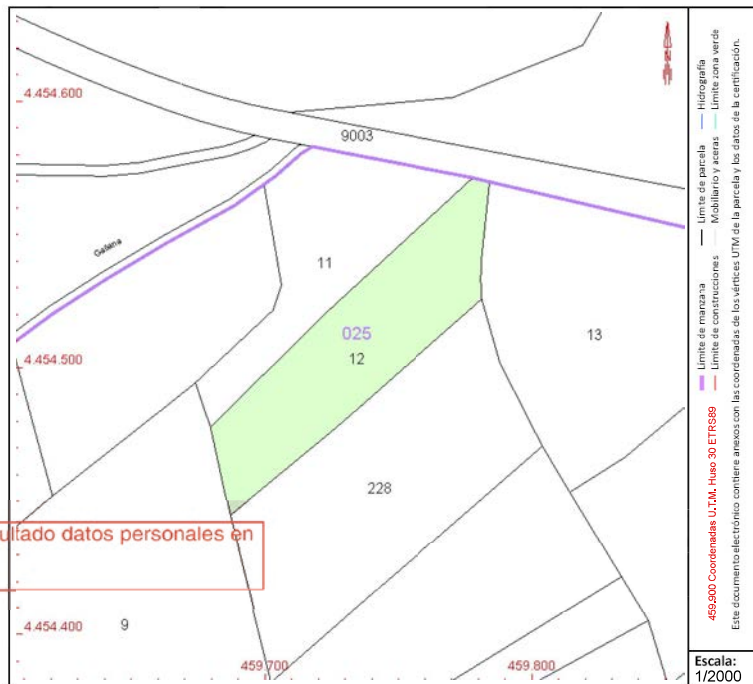 4.454.600
9003
Galiana
11
025
4.454.500
12
13
228
ultado datos personales en
4.454.400
9
459.700
459.800
N
Límite de manzana
Límite de parcela
Hidrografía
Límite de construcciones
Mobiliario y aceras
Límite zona verde
459,900 Coordenadas U.T.M. Huso 30 ETRS89
Este documento electrónico contiene anexos con las coordenadas de los vértices UTM de la parcela y los datos de la certificación.
Escala:
1/2000